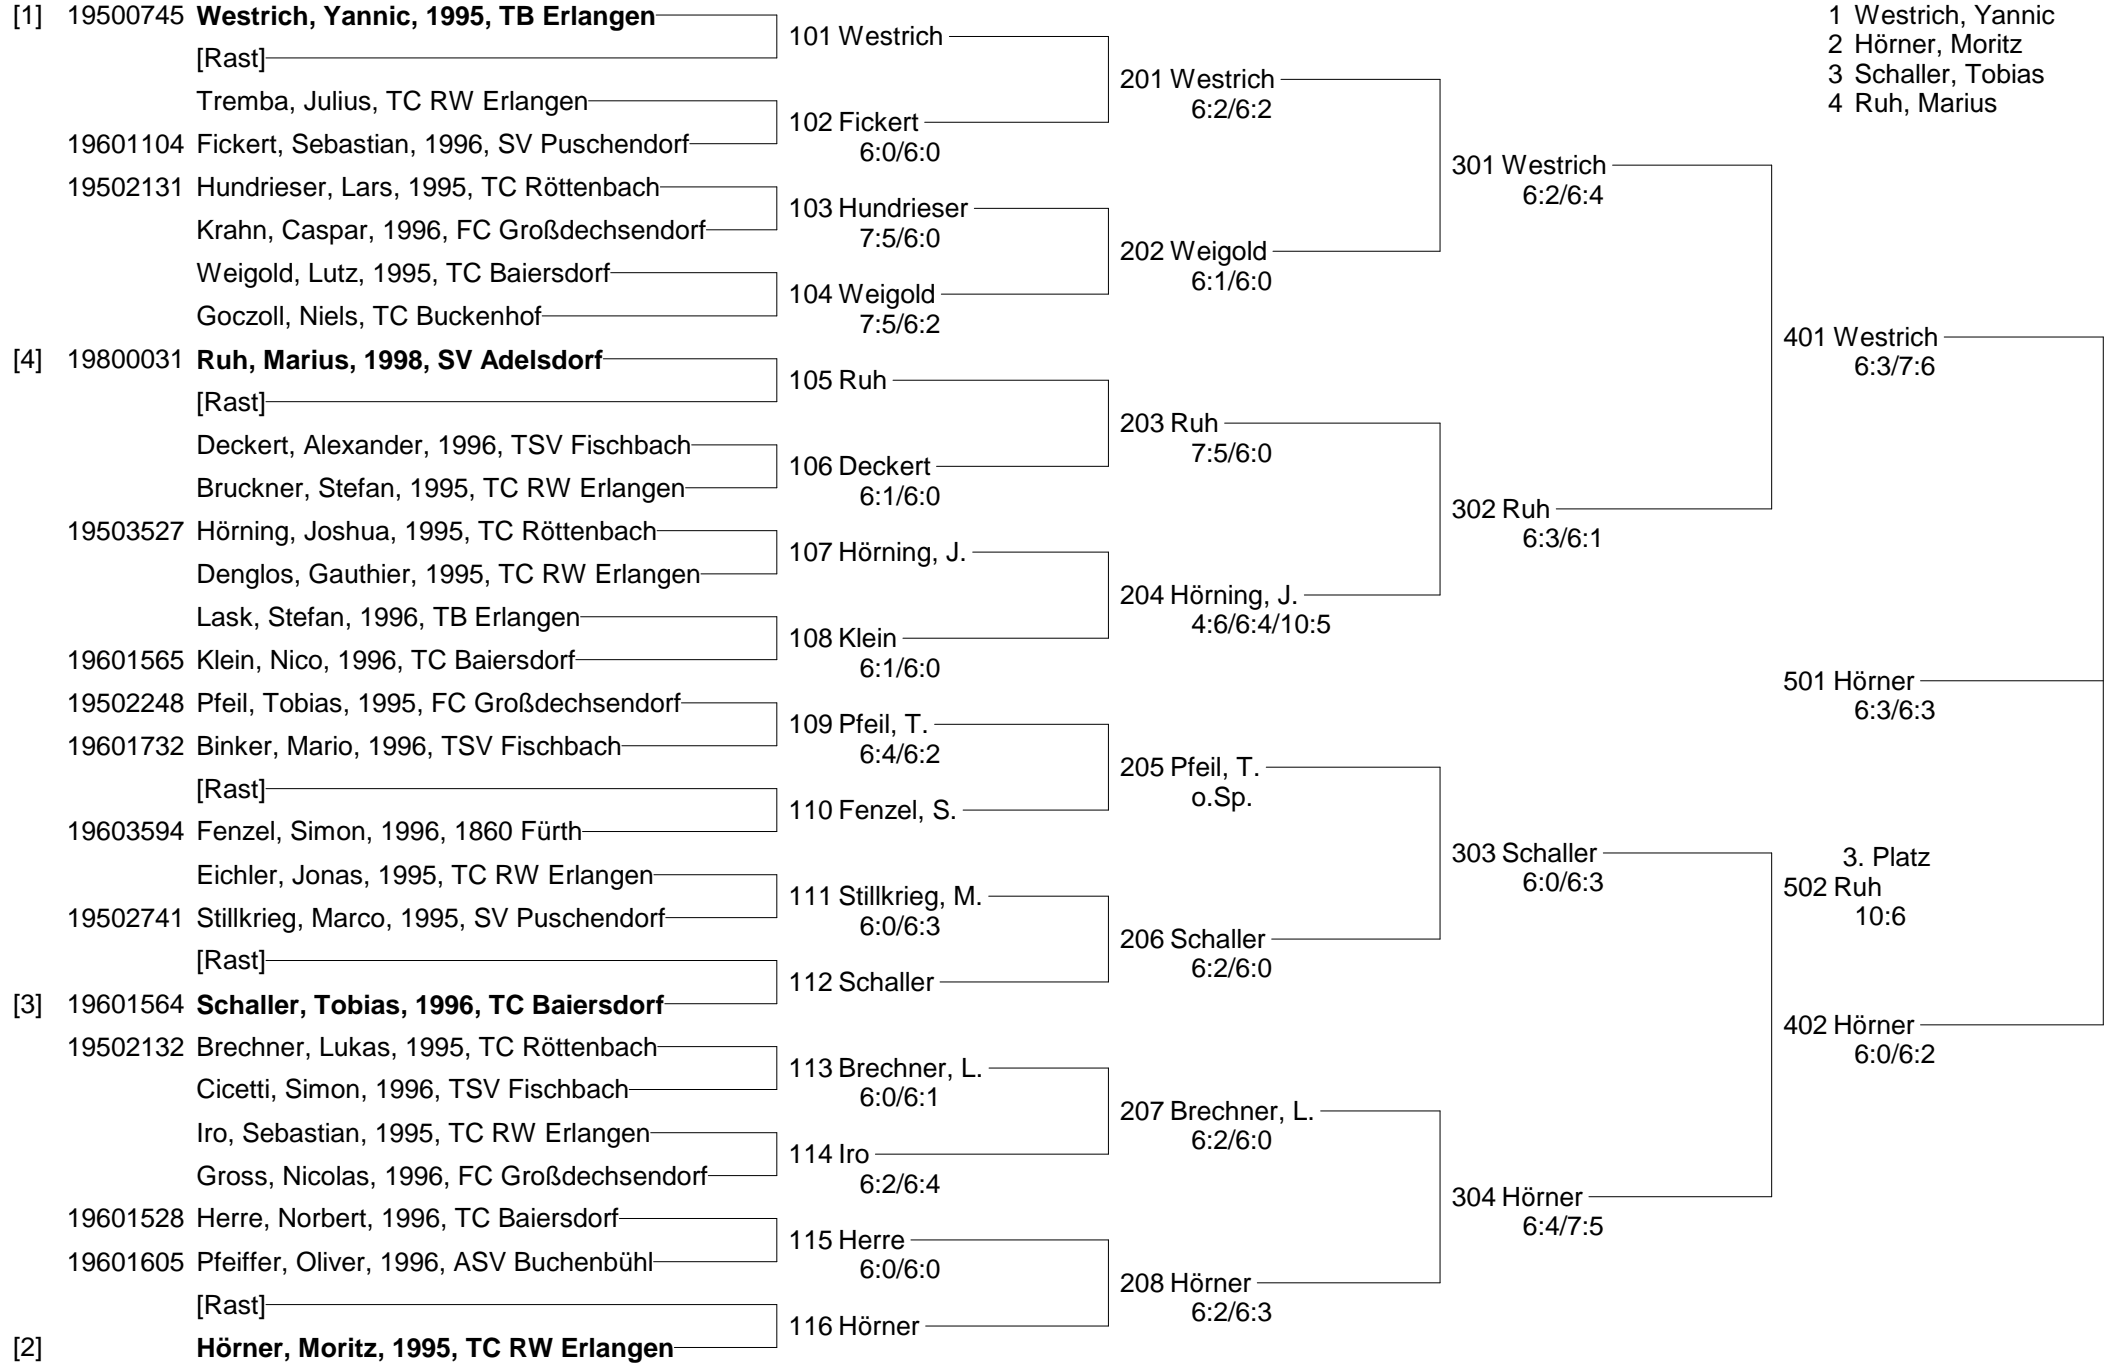 [1] 19500745 Westrich, Yannic, 1995, TB Erlangen
[Rast]
Tremba, Julius, TC RW Erlangen
19601104 Fickert, Sebastian, 1996, SV Puschendorf
19502131 Hundrieser, Lars, 1995, TC Röttenbach
Krahn, Caspar, 1996, FC Großdechsendorf
Weigold, Lutz, 1995, TC Baiersdorf
Goczoll, Niels, TC Buckenhof
[4] 19800031 Ruh, Marius, 1998, SV Adelsdorf
[Rast]
Deckert, Alexander, 1996, TSV Fischbach
Bruckner, Stefan, 1995, TC RW Erlangen
19503527 Hörning, Joshua, 1995, TC Röttenbach
Denglos, Gauthier, 1995, TC RW Erlangen
Lask, Stefan, 1996, TB Erlangen
19601565 Klein, Nico, 1996, TC Baiersdorf
19502248 Pfeil, Tobias, 1995, FC Großdechsendorf
19601732 Binker, Mario, 1996, TSV Fischbach
[Rast]
19603594 Fenzel, Simon, 1996, 1860 Fürth
Eichler, Jonas, 1995, TC RW Erlangen
19502741 Stillkrieg, Marco, 1995, SV Puschendorf
[Rast]
[3] 19601564 Schaller, Tobias, 1996, TC Baiersdorf
19502132 Brechner, Lukas, 1995, TC Röttenbach
Cicetti, Simon, 1996, TSV Fischbach
Iro, Sebastian, 1995, TC RW Erlangen
Gross, Nicolas, 1996, FC Großdechsendorf
19601528 Herre, Norbert, 1996, TC Baiersdorf
19601605 Pfeiffer, Oliver, 1996, ASV Buchenbühl
[Rast]
[2] Hörner, Moritz, 1995, TC RW Erlangen
101 Westrich
102 Fickert
6:0/6:0
103 Hundrieser
7:5/6:0
104 Weigold
7:5/6:2
105 Ruh
106 Deckert
6:1/6:0
107 Hörning, J.
108 Klein
6:1/6:0
109 Pfeil, T.
6:4/6:2
110 Fenzel, S.
111 Stillkrieg, M.
6:0/6:3
112 Schaller
113 Brechner, L.
6:0/6:1
114 Iro
6:2/6:4
115 Herre
6:0/6:0
116 Hörner
201 Westrich
6:2/6:2
202 Weigold
6:1/6:0
203 Ruh
7:5/6:0
204 Hörning, J.
4:6/6:4/10:5
205 Pfeil, T.
o.Sp.
206 Schaller
6:2/6:0
207 Brechner, L.
6:2/6:0
208 Hörner
6:2/6:3
301 Westrich
6:2/6:4
302 Ruh
6:3/6:1
303 Schaller
6:0/6:3
304 Hörner
6:4/7:5
1 Westrich, Yannic
2 Hörner, Moritz
3 Schaller, Tobias
4 Ruh, Marius
401 Westrich
6:3/7:6
501 Hörner
6:3/6:3
3. Platz
502 Ruh
10:6
402 Hörner
6:0/6:2